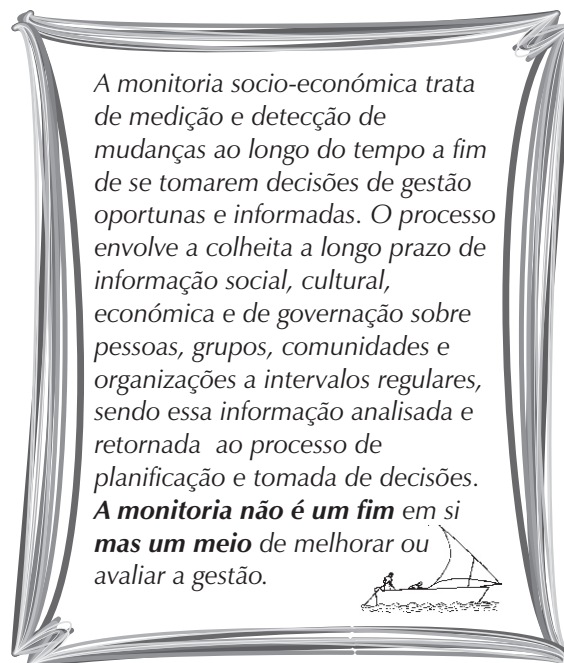 A monitoria socio-económica trata
de medição e detecção de
mudanças ao longo do tempo a fim
de se tomarem decisões de gestão
oportunas e informadas. O processo
envolve a colheita a longo prazo de
informação social, cultural,
económica e de governação sobre
pessoas, grupos, comunidades e
organizações a intervalos regulares,
sendo essa informação analisada e
retornada  ao processo de
planificação e tomada de decisões.
A monitoria não é um fim em si
mas um meio de melhorar ou
avaliar a gestão.